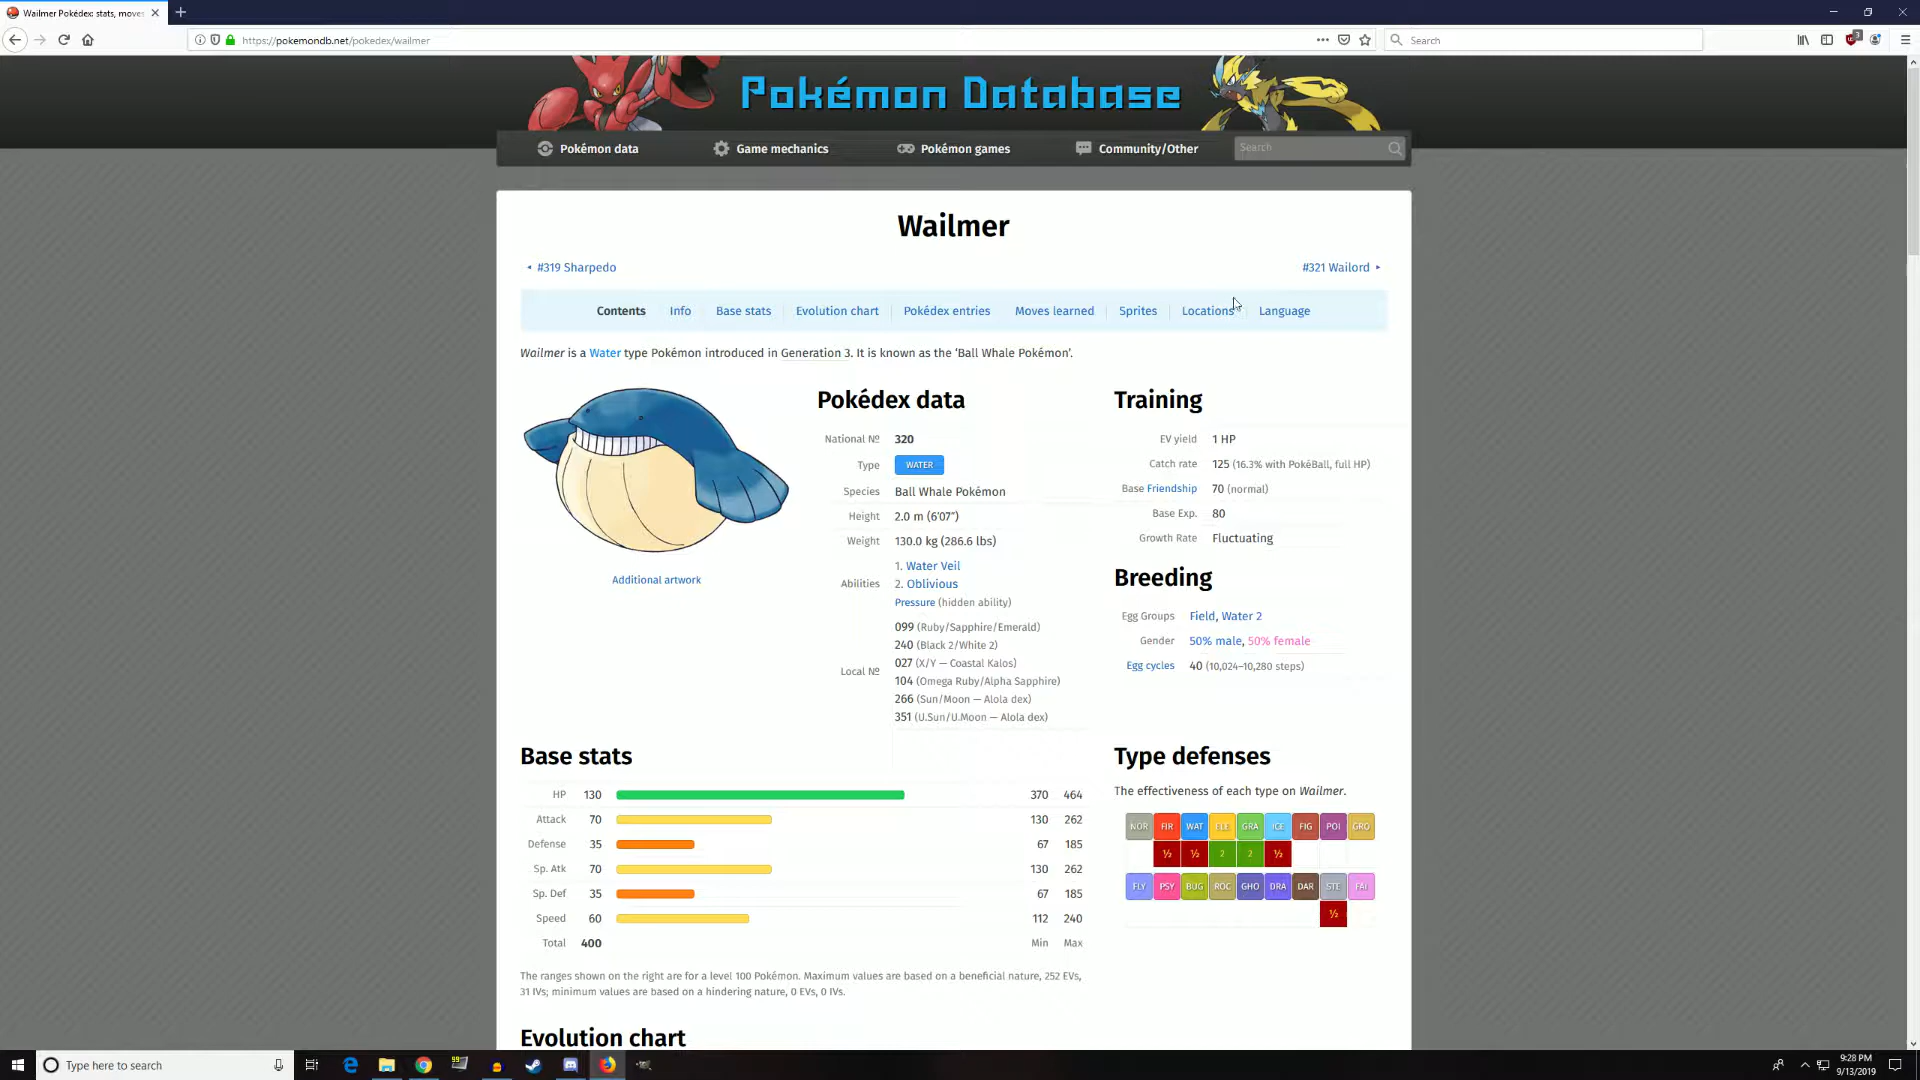 Wailmer Pokédex: stats, moves
https://pokemondb.net/pokedex/wailmer
Search
3
Pokémon Database
Pokémon data
Game mechanics
Pokémon games
Community/Other
Search
Wailmer
#319 Sharpedo
#321 Wailord
Contents Info Base stats Evolution chart Pokédex entries Moves learned Sprites Locations Language
Wailmer is a Water type Pokémon introduced in Generation 3. It is known as the ‘Ball Whale Pokémon’.
Additional artwork
Pokédex data
National № 320
Type WATER
Species Ball Whale Pokémon
Height 2.0 m (6′07″)
Weight 130.0 kg (286.6 lbs)
Abilities
1. Water Veil
2. Oblivious
Pressure (hidden ability)
Local №
099 (Ruby/Sapphire/Emerald)
240 (Black 2/White 2)
027 (X/Y — Coastal Kalos)
104 (Omega Ruby/Alpha Sapphire)
266 (Sun/Moon — Alola dex)
351 (U.Sun/U.Moon — Alola dex)
Training
EV yield 1 HP
Catch rate 125 (16.3% with PokéBall, full HP)
Base Friendship 70 (normal)
Base Exp. 80
Growth Rate Fluctuating
Breeding
Egg Groups Field, Water 2
Gender 50% male, 50% female
Egg cycles 40 (10,024–10,280 steps)
Base stats
HP 130 370 464
Attack 70 130 262
Defense 35 67 185
Sp. Atk 70 130 262
Sp. Def 35 67 185
Speed 60 112 240
Total 400 Min Max
The ranges shown on the right are for a level 100 Pokémon. Maximum values are based on a beneficial nature, 252 EVs,
31 IVs; minimum values are based on a hindering nature, 0 EVs, 0 IVs.
Type defenses
The effectiveness of each type on Wailmer.
NOR FIR WAT ELE GRA ICE FIG POI GRO
½ ½ 2 2 ½
FLY PSY BUG ROC GHO DRA DAR STE FAI
½
Evolution chart
Type here to search
99
9:28 PM
9/13/2019